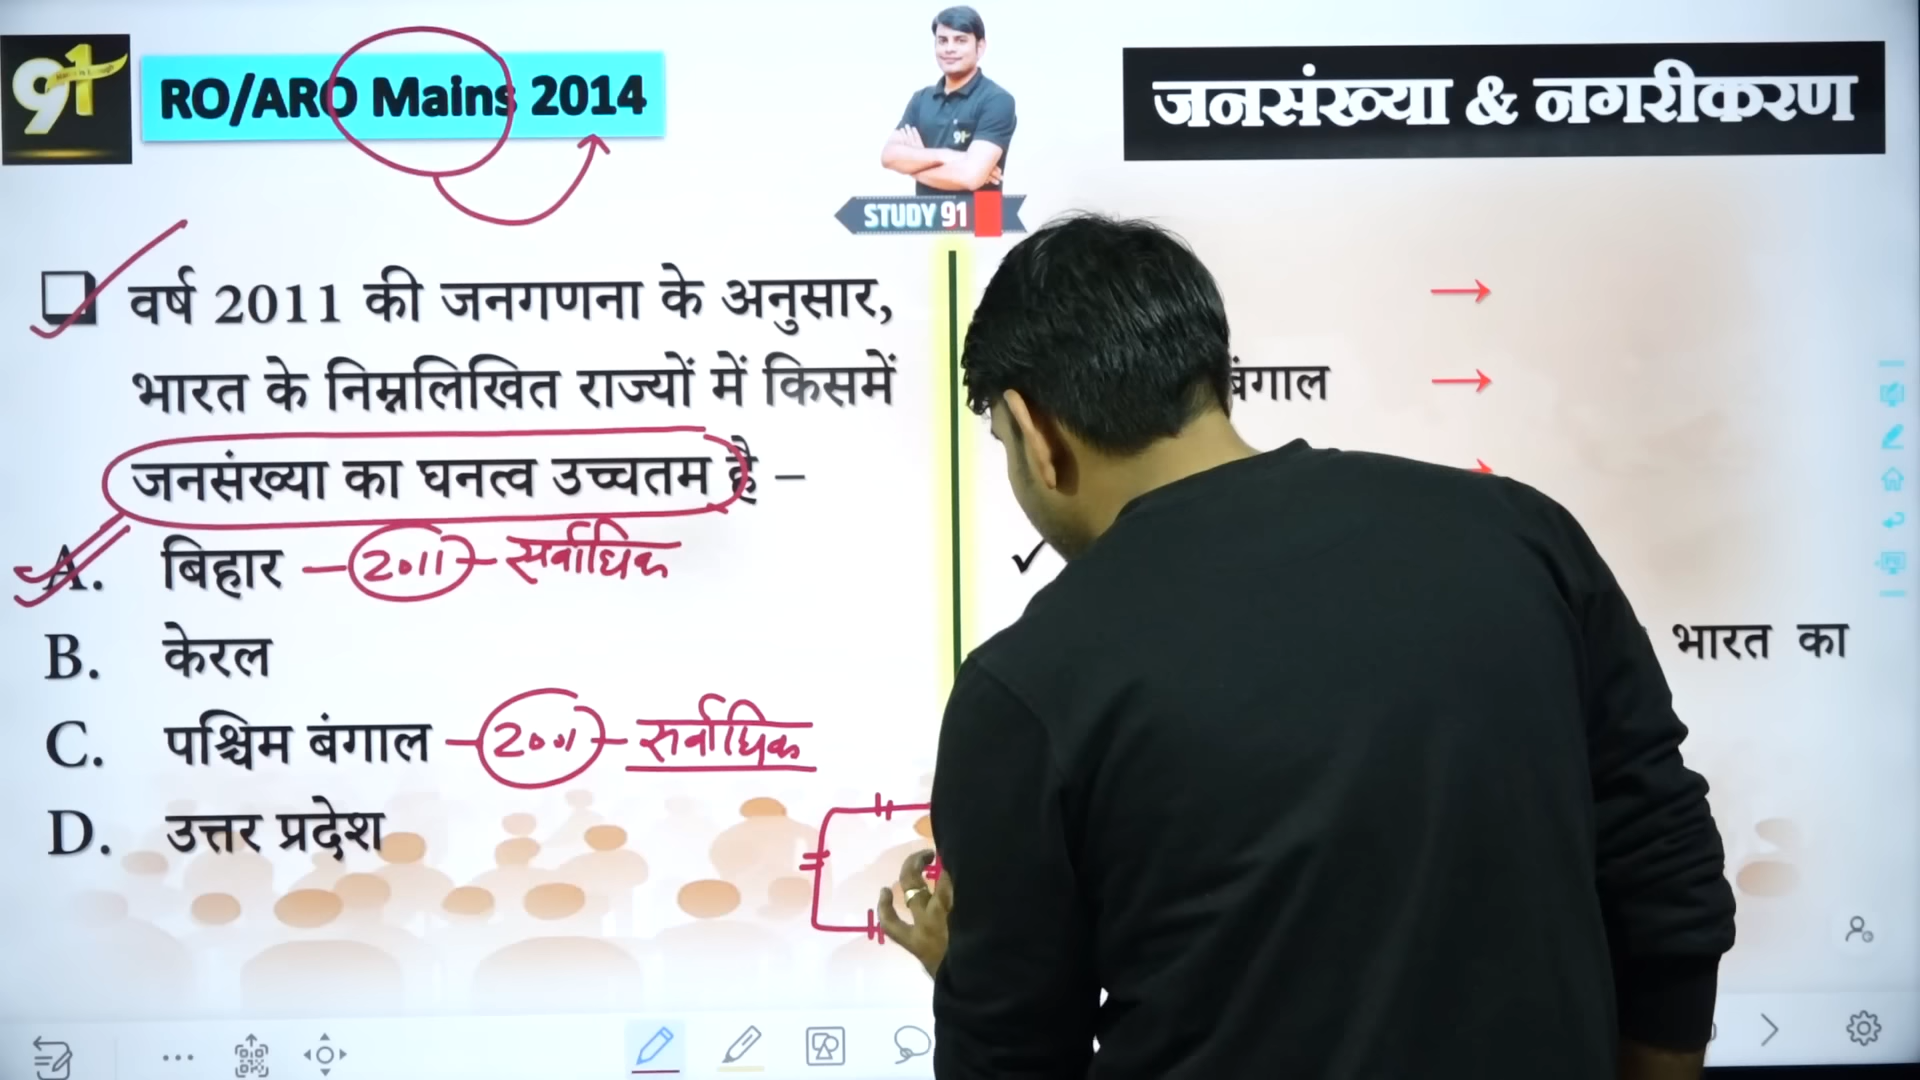 91
RO/ARO Mains 2014
STUDY 91
जनसंख्या & नगरीकरण
वर्ष 2011 की जनगणना के अनुसार,
भारत के निम्नलिखित राज्यों में किसमें
जनसंख्या का घनत्व उच्चतम है –
A. बिहार – 2011 – सर्वाधिक
B. केरल
C. पश्चिम बंगाल – 2001 – सर्वाधिक
D. उत्तर प्रदेश
→
बंगाल →
भारत का